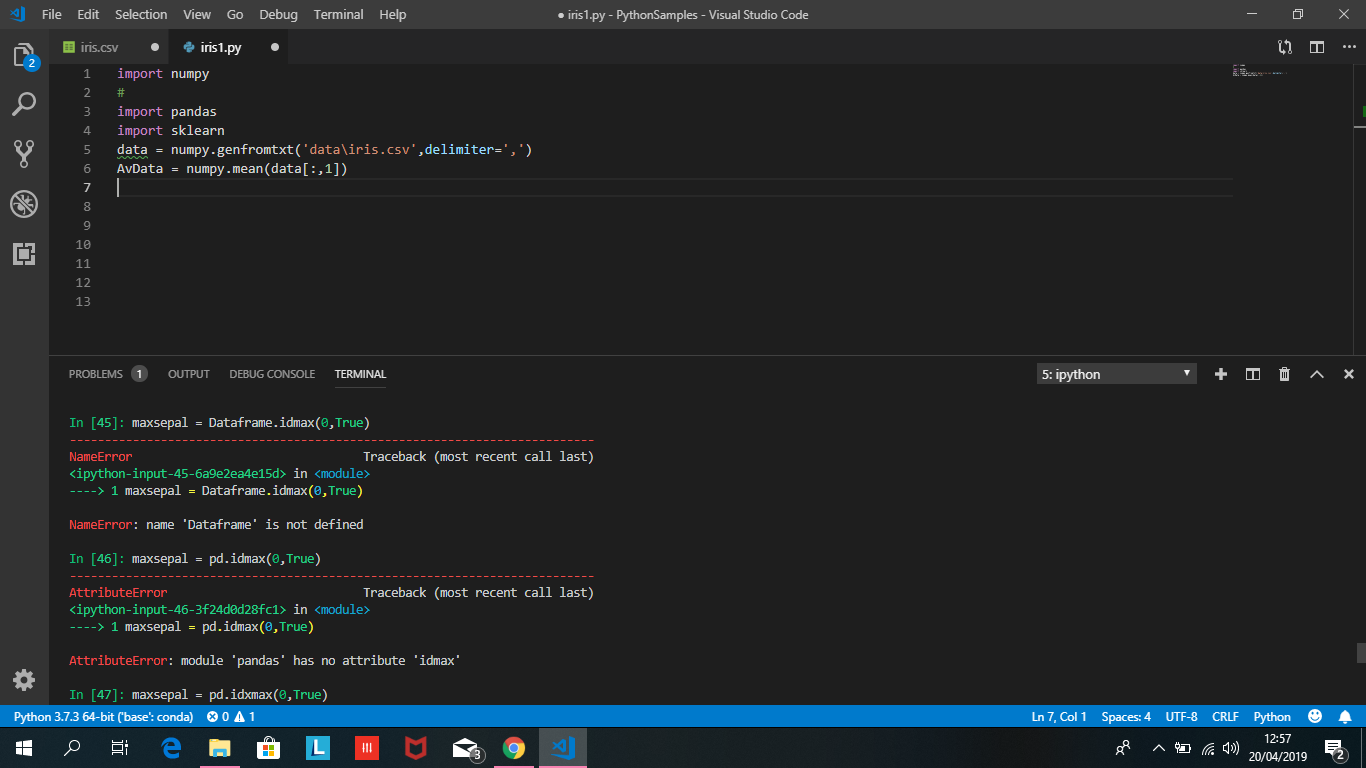 File Edit Selection View Go Debug Terminal Help ● iris1.py - PythonSamples - Visual Studio Code
iris.csv ● iris1.py ●
2
1 import numpy
2 #
3 import pandas
4 import sklearn
5 data = numpy.genfromtxt('data\iris.csv',delimiter=',')
6 AvData = numpy.mean(data[:,1])
7
8
9
10
11
12
13
PROBLEMS 1 OUTPUT DEBUG CONSOLE TERMINAL 5: ipython
In [45]: maxsepal = Dataframe.idmax(0,True)
---------------------------------------------------------------------------
NameError Traceback (most recent call last)
<ipython-input-45-6a9e2ea4e15d> in <module>
----> 1 maxsepal = Dataframe.idmax(0,True)
NameError: name 'Dataframe' is not defined
In [46]: maxsepal = pd.idmax(0,True)
---------------------------------------------------------------------------
AttributeError Traceback (most recent call last)
<ipython-input-46-3f24d0d28fc1> in <module>
----> 1 maxsepal = pd.idmax(0,True)
AttributeError: module 'pandas' has no attribute 'idmax'
In [47]: maxsepal = pd.idxmax(0,True)
Python 3.7.3 64-bit ('base': conda) 0 1 Ln 7, Col 1 Spaces: 4 UTF-8 CRLF Python
L 3 12:57
20/04/2019 2